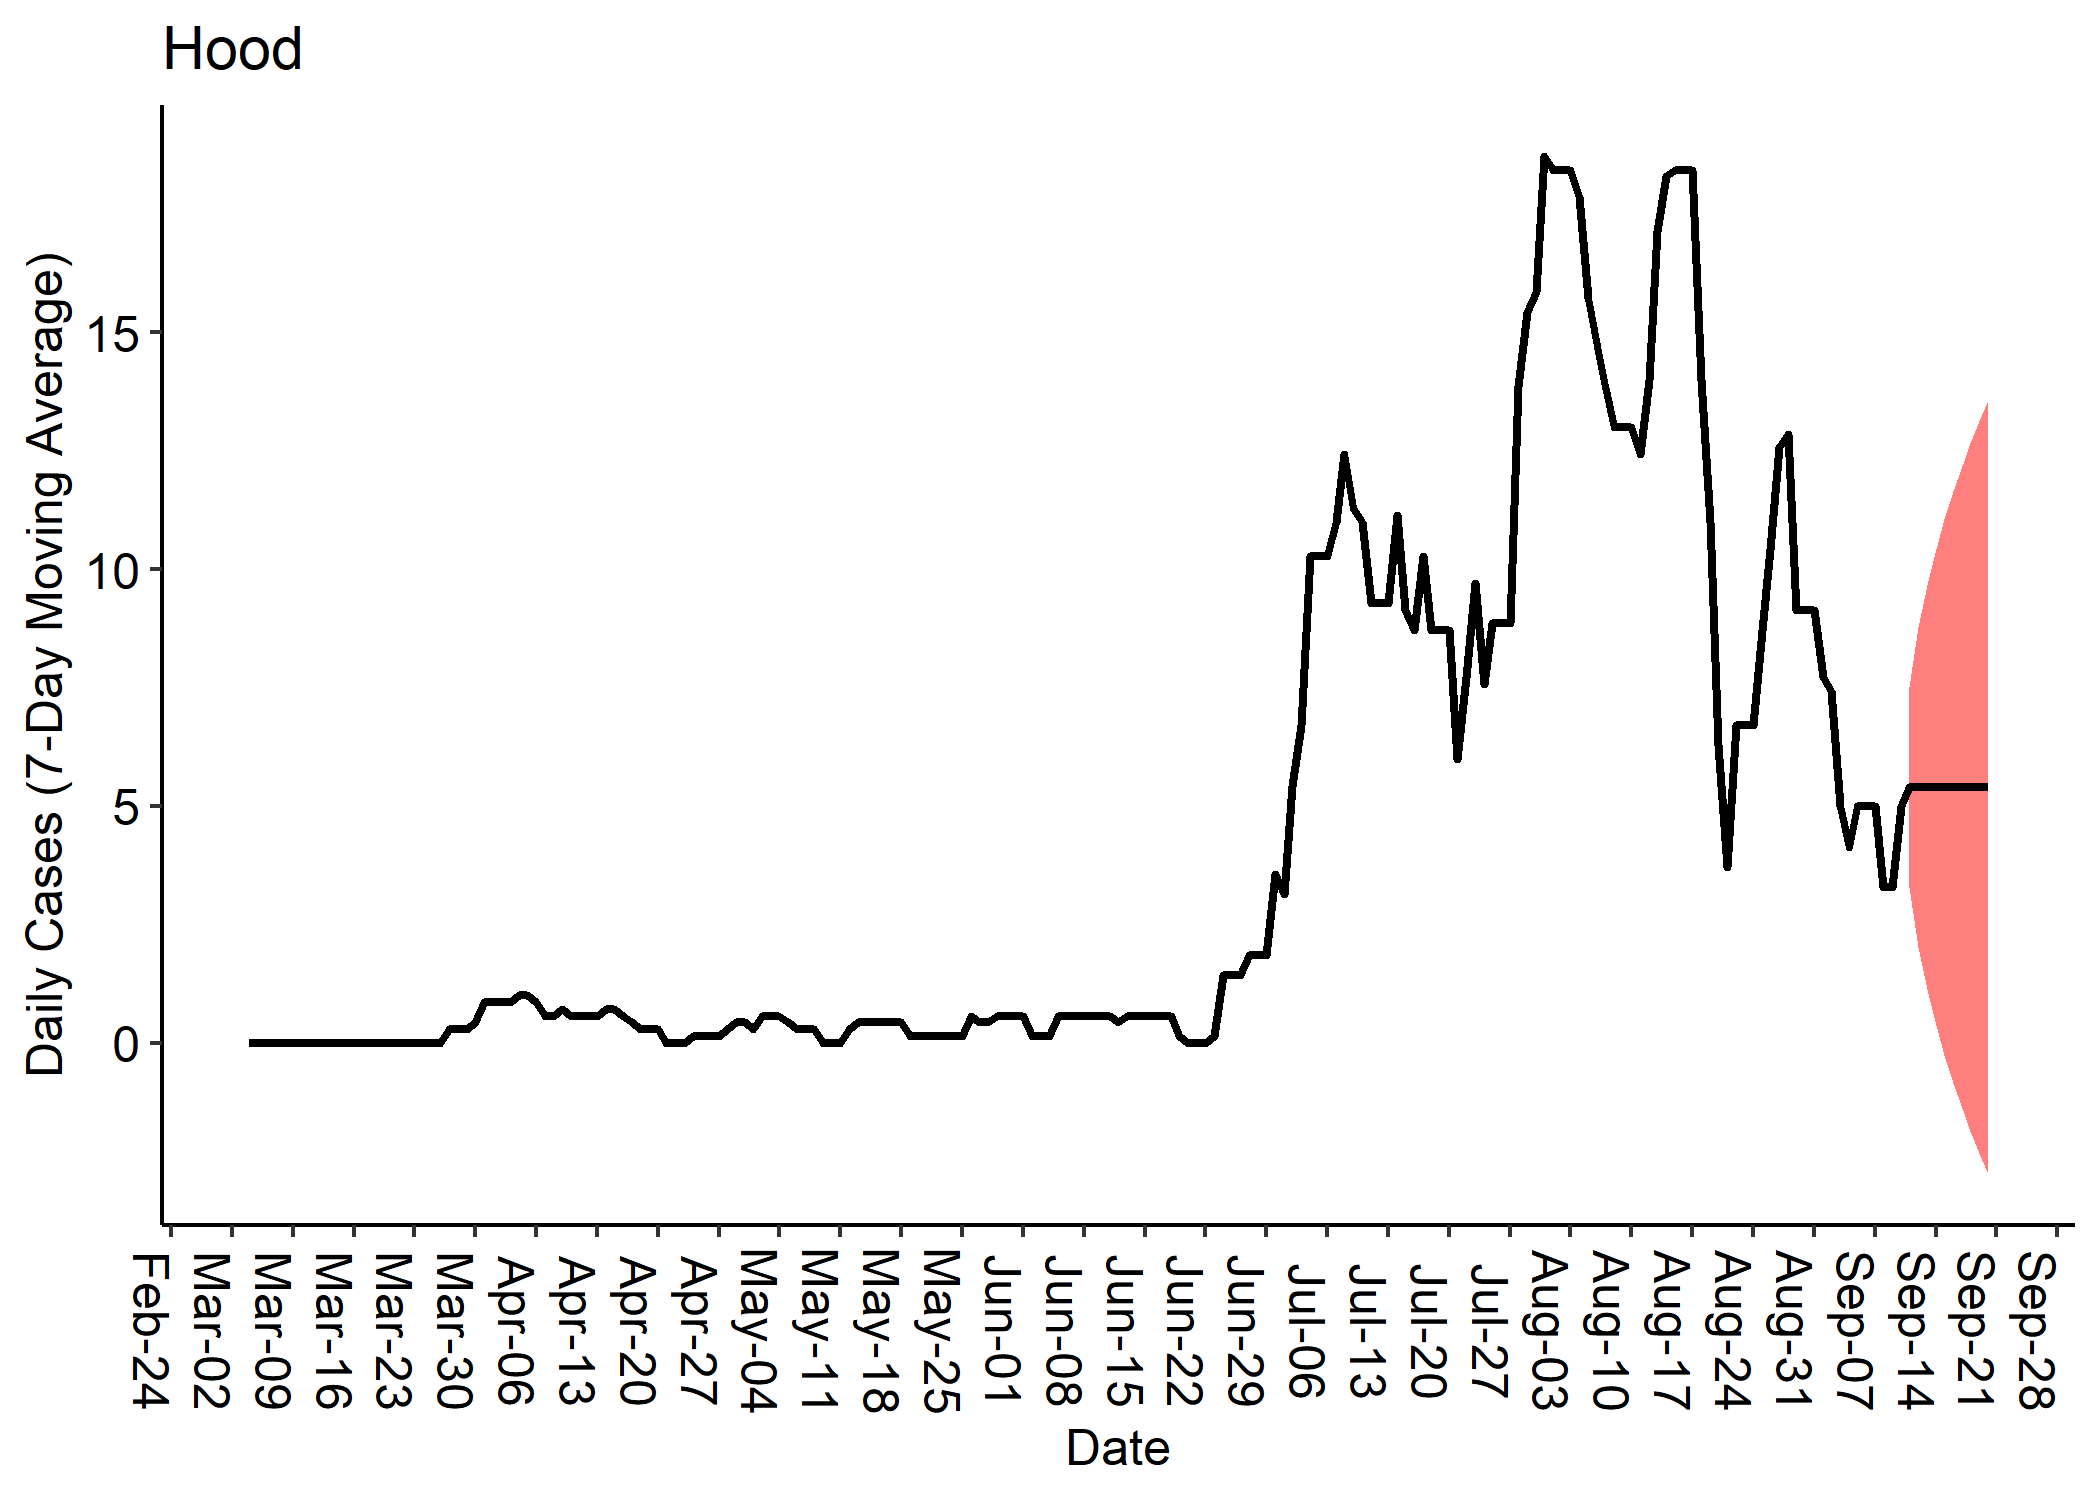 Hood
Daily Cases (7-Day Moving Average)
15
10
5
0
Feb-24
Mar-02
Mar-09
Mar-16
Mar-23
Mar-30
Apr-06
Apr-13
Apr-20
Apr-27
May-04
May-11
May-18
May-25
Jun-01
Jun-08
Jun-15
Jun-22
Jun-29
Jul-06
Jul-13
Jul-20
Jul-27
Aug-03
Aug-10
Aug-17
Aug-24
Aug-31
Sep-07
Sep-14
Sep-21
Sep-28
Date